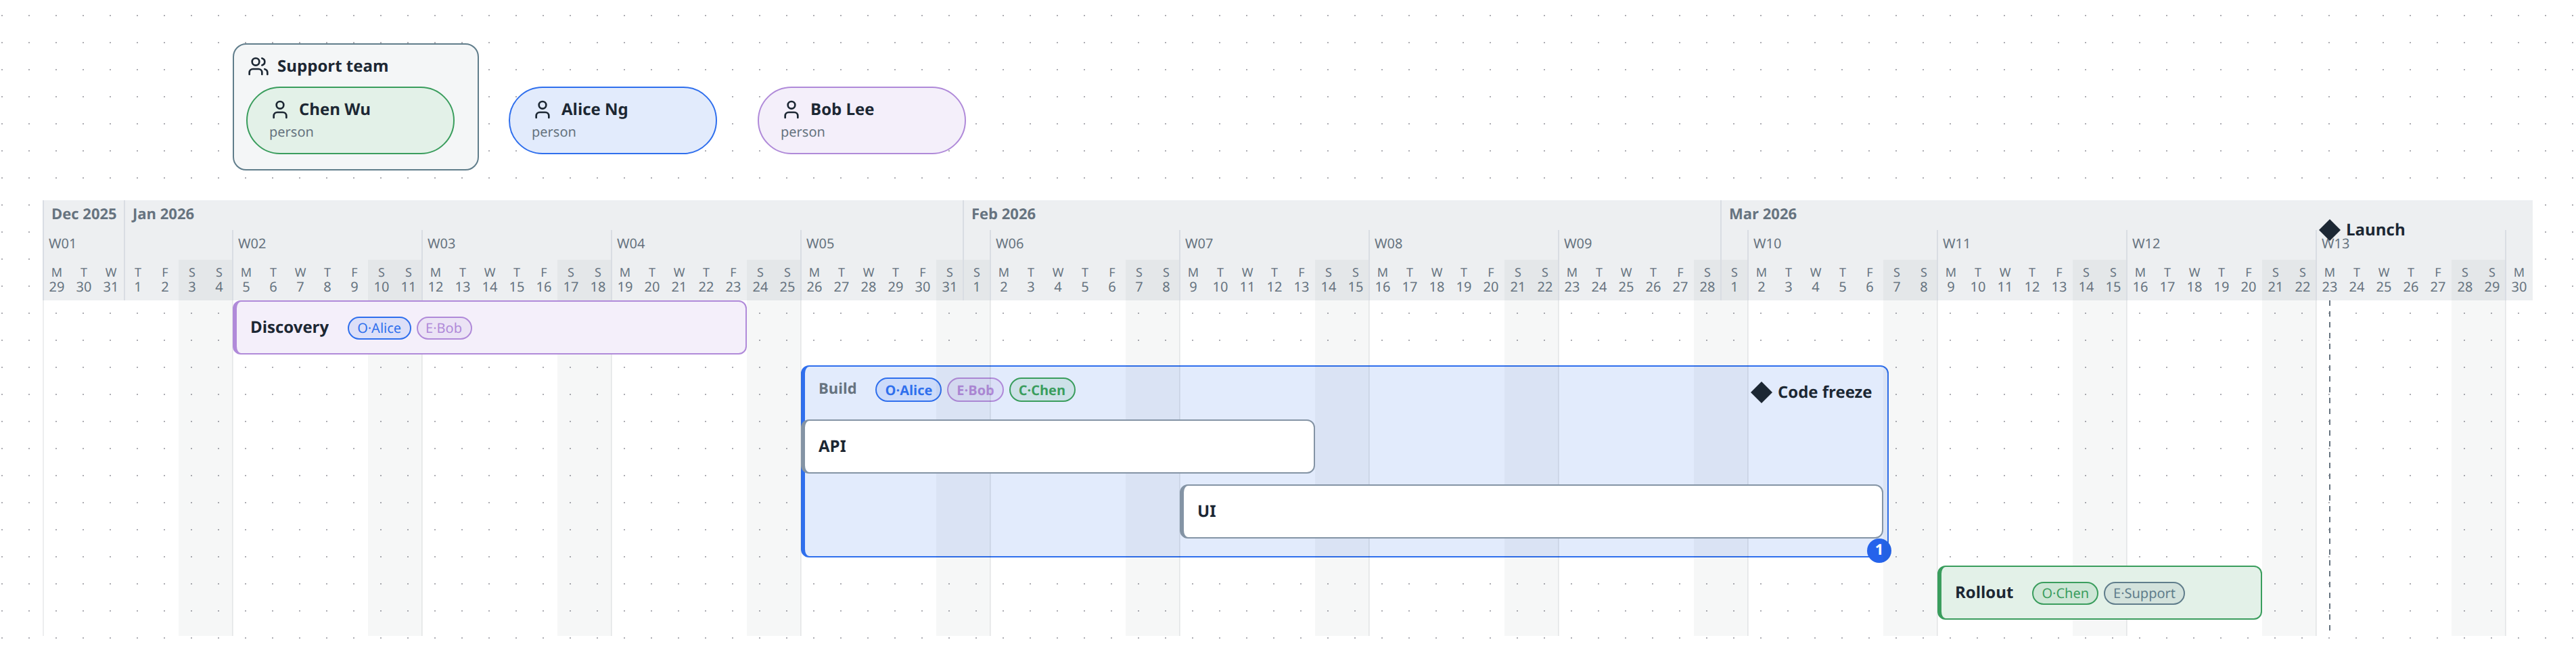 Support team
Chen Wu
person
Alice Ng
person
Bob Lee
person
Dec 2025 Jan 2026 Feb 2026 Mar 2026
Launch
W01 W02 W03 W04 W05 W06 W07 W08 W09 W10 W11 W12 W13
M T W T F S S M T W T F S S M T W T F S S M T W T F S S M T W T F S S M T W T F S S M T W T F S S M T W T F S S M T W T F S S M T W T F S S M T W T F S S M T W T F S S M T W T F S S M
29 30 31 1 2 3 4 5 6 7 8 9 10 11 12 13 14 15 16 17 18 19 20 21 22 23 24 25 26 27 28 29 30 31 1 2 3 4 5 6 7 8 9 10 11 12 13 14 15 16 17 18 19 20 21 22 23 24 25 26 27 28 1 2 3 4 5 6 7 8 9 10 11 12 13 14 15 16 17 18 19 20 21 22 23 24 25 26 27 28 29 30
Discovery O·Alice E·Bob
Build O·Alice E·Bob C·Chen
Code freeze
API
UI
1
Rollout O·Chen E·Support